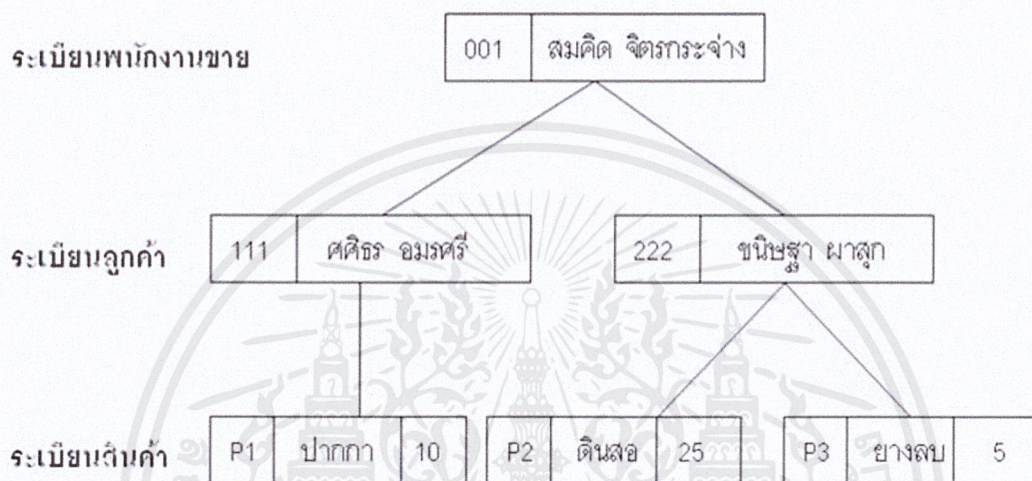 ระเบียนพนักงานขาย 001 สมคิด จิตรกระจ่าง
ระเบียนลูกค้า 111 ศศิธร อมรศรี 222 ขนิษฐา ผาสุก
ระเบียนสินค้า P1 ปากกา 10 P2 ดินสอ 25 P3 ยางลบ 5